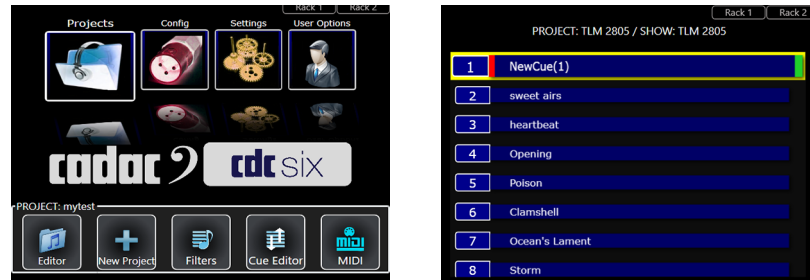 Rack 1 Rack 2
Projects Config Settings User Options
cadac cdc six
PROJECT: mytest
Editor New Project Filters Cue Editor MIDI
Rack 1 Rack 2
PROJECT: TLM 2805 / SHOW: TLM 2805
1 NewCue(1)
2 sweet airs
3 heartbeat
4 Opening
5 Poison
6 Clamshell
7 Ocean's Lament
8 Storm